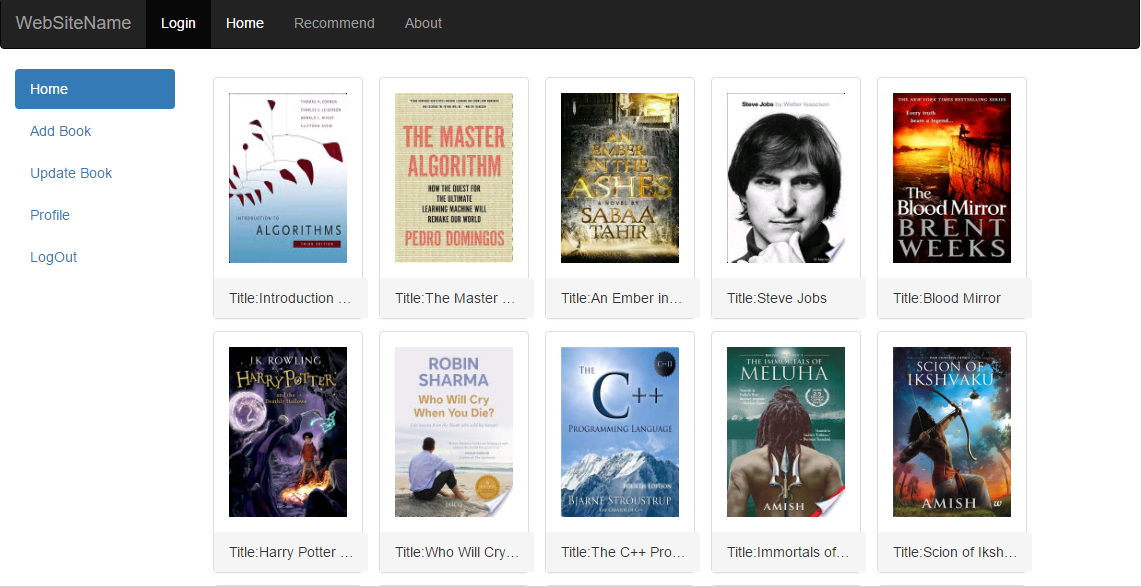 WebSiteName Login Home Recommend About
Home
Add Book
Update Book
Profile
LogOut
THOMAS H. CORMEN
CHARLES E. LEISERSON
RONALD L. RIVEST
CLIFFORD STEIN
INTRODUCTION TO
ALGORITHMS
THIRD EDITION
Title:Introduction ...
THE MASTER
ALGORITHM
HOW THE QUEST FOR
THE ULTIMATE
LEARNING MACHINE WILL
REMAKE OUR WORLD
PEDRO DOMINGOS
Title:The Master ...
AN
EMBER
IN THE
ASHES
A NOVEL BY
SABAA
TAHIR
Title:An Ember in...
Steve Jobs by Walter Isaacson
Title:Steve Jobs
THE NEW YORK TIMES BESTSELLING SERIES
Every truth
bears a legend...
The
Blood Mirror
BRENT
WEEKS
Title:Blood Mirror
J.K. ROWLING
HARRY POTTER
and the
Deathly Hallows
Title:Harry Potter ...
ROBIN
SHARMA
Who Will Cry
When You Die?
Title:Who Will Cry...
C++11
THE
C++
PROGRAMMING LANGUAGE
FOURTH EDITION
BJARNE STROUSTRUP
THE CREATOR OF C++
Title:The C++ Pro...
THE IMMORTALS OF
MELUHA
AMISH
Title:Immortals of...
SCION OF
IKSHVAKU
AMISH
Title:Scion of Iksh...